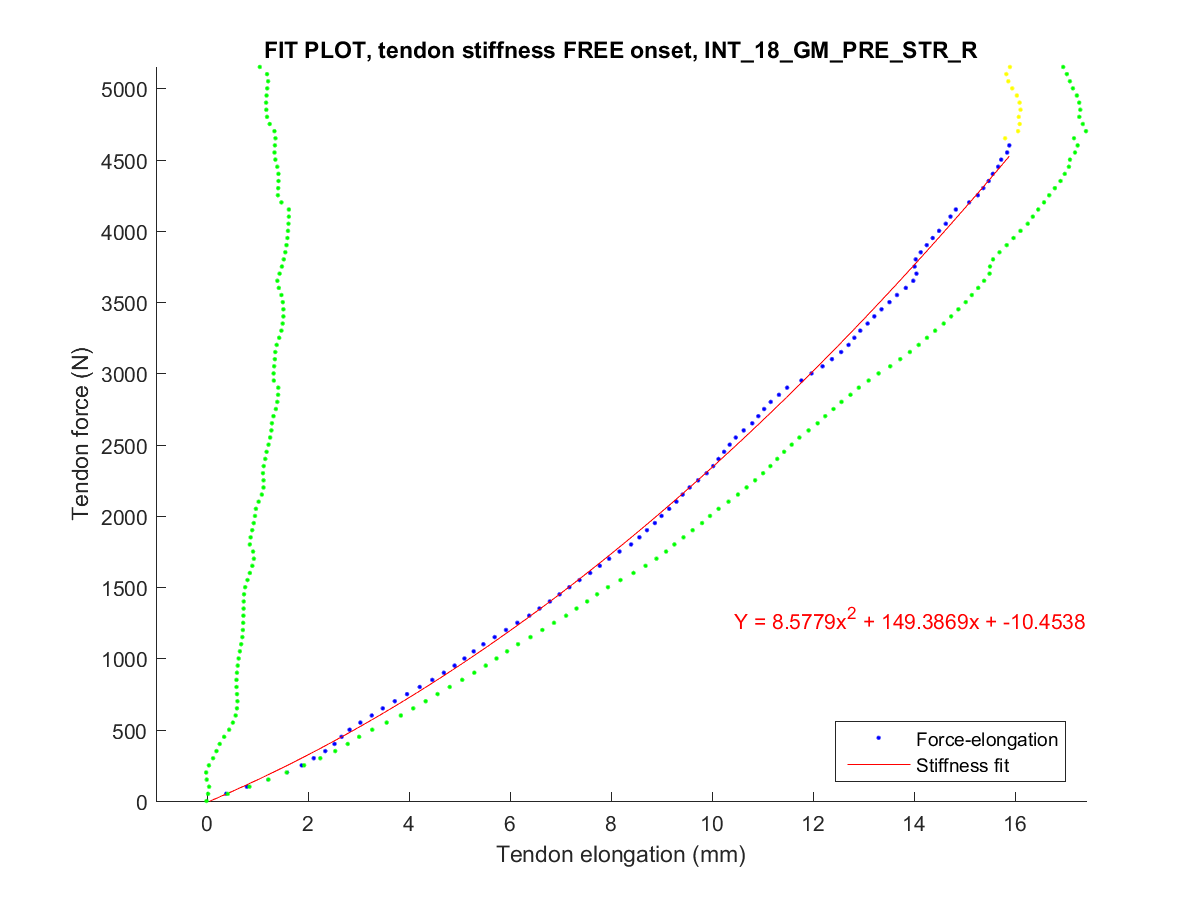 FIT PLOT, tendon stiffness FREE onset, INT_18_GM_PRE_STR_R
5000
4500
4000
3500
3000
2500
2000
1500
1000
500
0
Tendon force (N)
Y = 8.5779x² + 149.3869x + -10.4538
Force-elongation
Stiffness fit
0 2 4 6 8 10 12 14 16
Tendon elongation (mm)